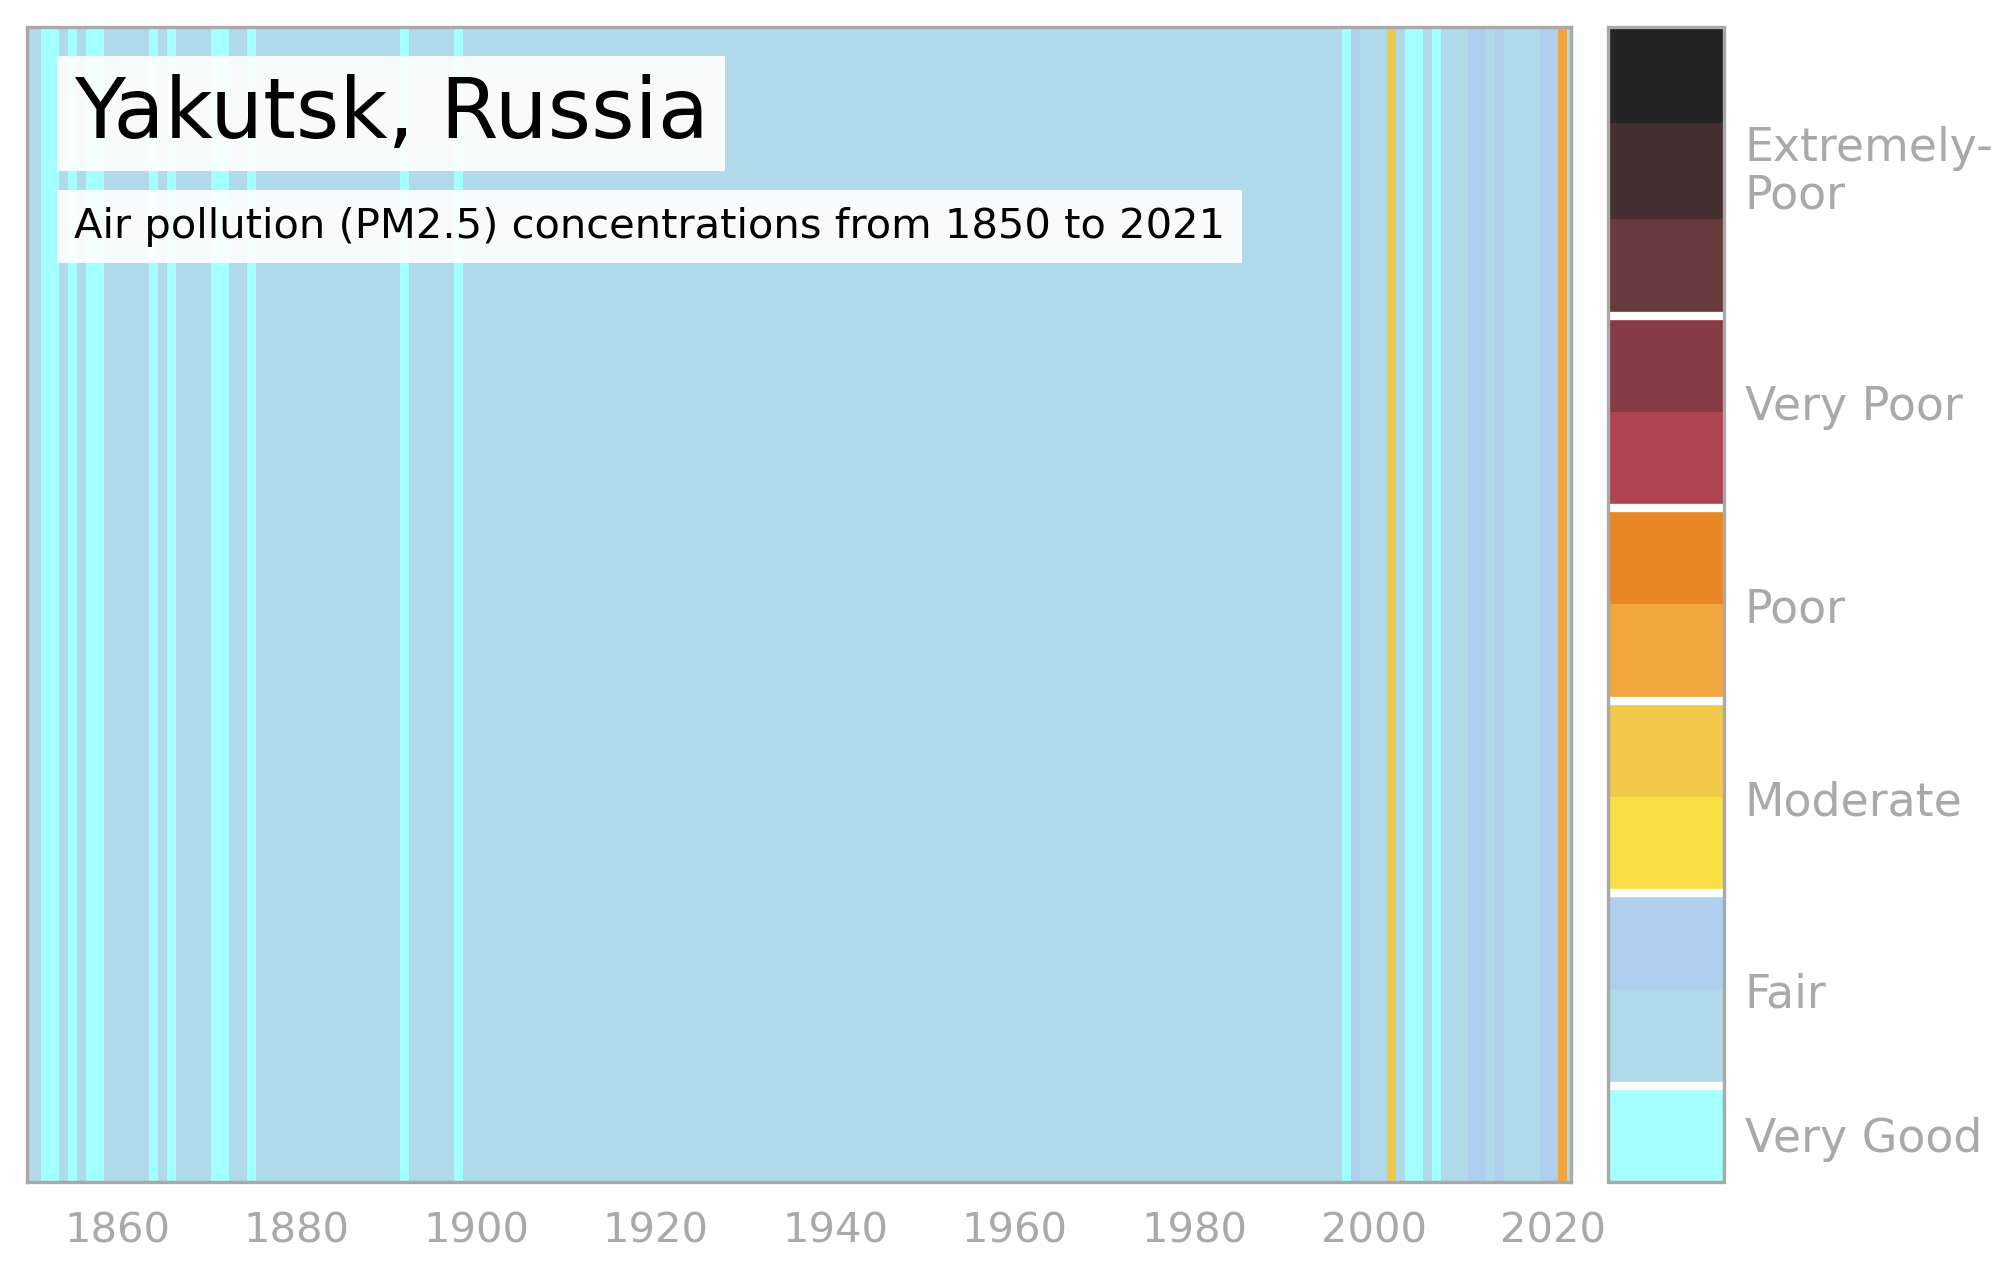 Yakutsk, Russia
Air pollution (PM2.5) concentrations from 1850 to 2021
Extremely-
Poor
Very Poor
Poor
Moderate
Fair
Very Good
1860 1880 1900 1920 1940 1960 1980 2000 2020